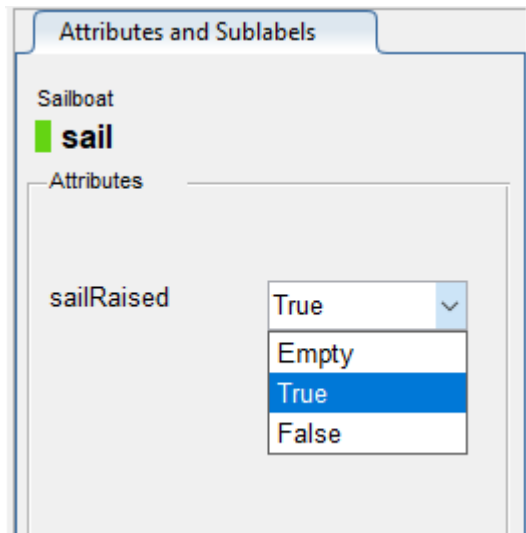 Attributes and Sublabels
Sailboat
sail
Attributes
sailRaised
True
Empty
True
False